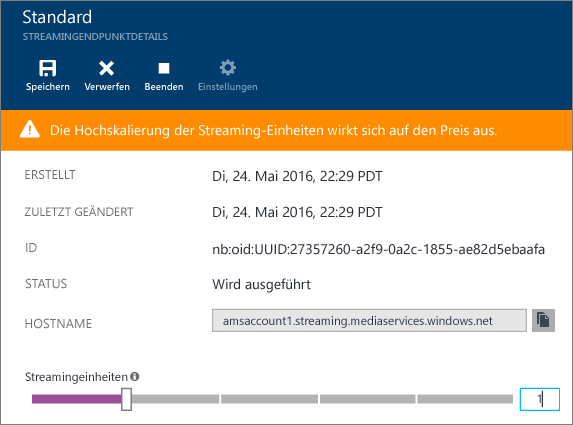 Standard
STREAMINGENDPUNKTDETAILS
Speichern Verwerfen Beenden Einstellungen
Die Hochskalierung der Streaming-Einheiten wirkt sich auf den Preis aus.
ERSTELLT Di, 24. Mai 2016, 22:29 PDT
ZULETZT GEÄNDERT Di, 24. Mai 2016, 22:29 PDT
ID nb:oid:UUID:27357260-a2f9-0a2c-1855-ae82d5ebaafa
STATUS Wird ausgeführt
HOSTNAME amsaccount1.streaming.mediaservices.windows.net
Streamingeinheiten
1